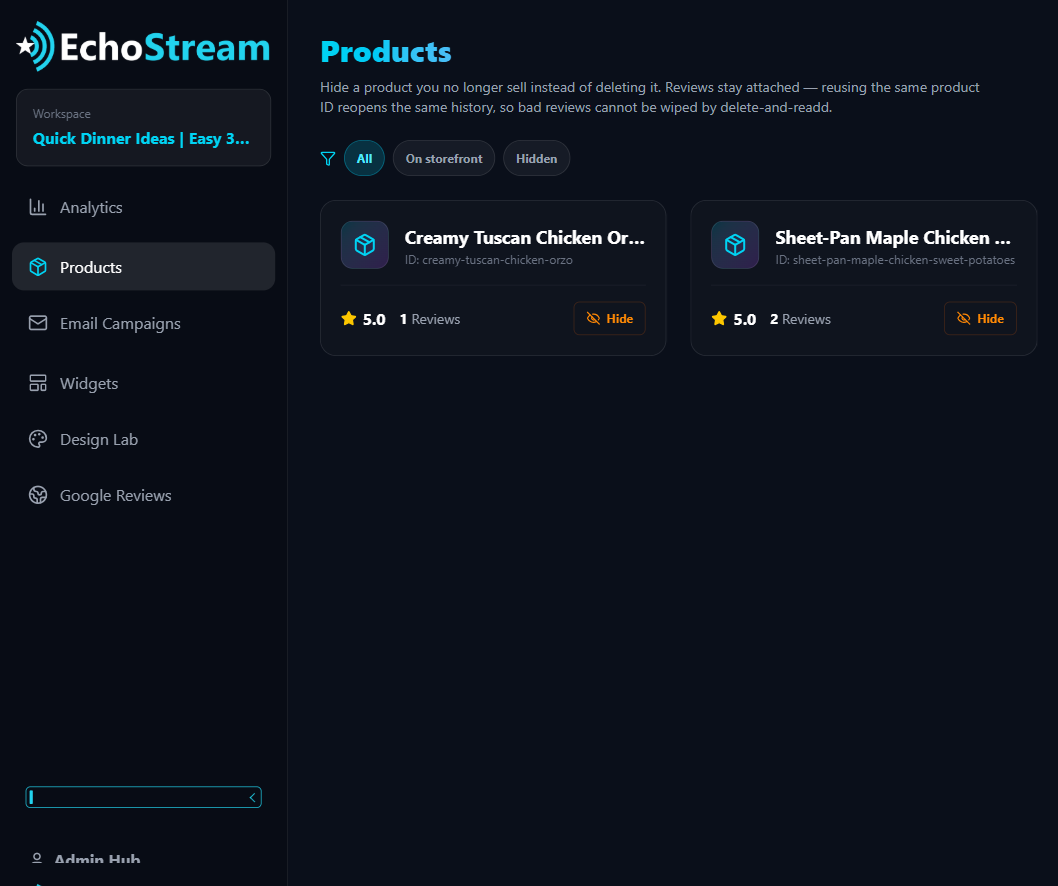 EchoStream
Workspace
Quick Dinner Ideas | Easy 3...
Analytics
Products
Email Campaigns
Widgets
Design Lab
Google Reviews
Admin Hub
Products
Hide a product you no longer sell instead of deleting it. Reviews stay attached — reusing the same product
ID reopens the same history, so bad reviews cannot be wiped by delete-and-readd.
All
On storefront
Hidden
Creamy Tuscan Chicken Or...
ID: creamy-tuscan-chicken-orzo
5.0 1 Reviews
Hide
Sheet-Pan Maple Chicken ...
ID: sheet-pan-maple-chicken-sweet-potatoes
5.0 2 Reviews
Hide